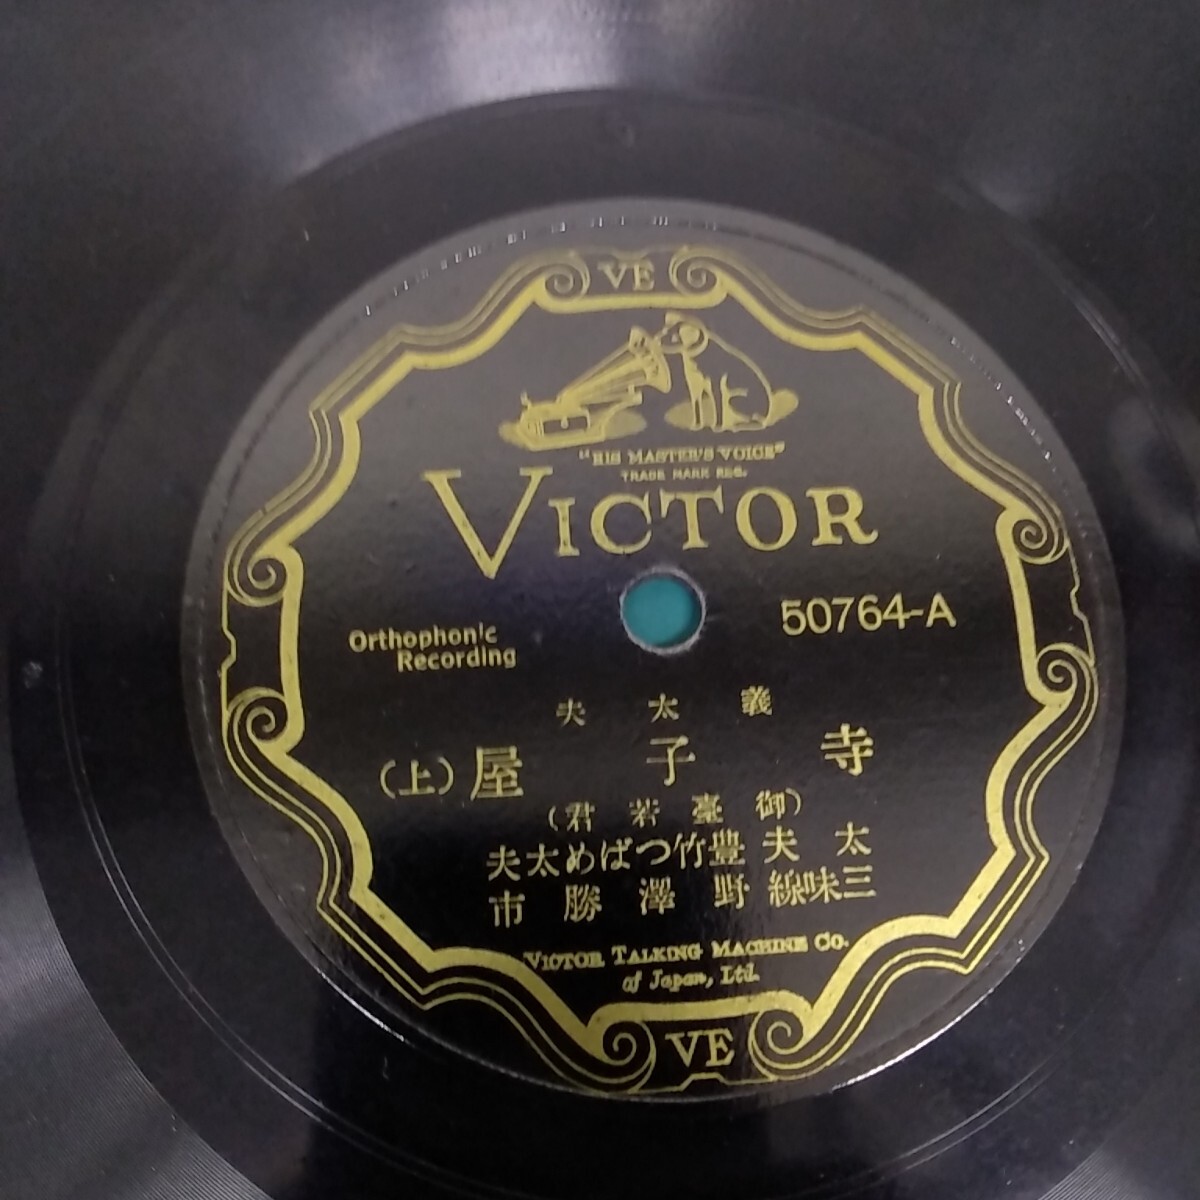 VE
"HIS MASTER'S VOICE"
TRADE MARK REG.
VICTOR
50764-A
Orthophonic
Recording
義太夫
寺子屋(上)
(御臺若君)
太夫 豊竹つばめ太夫
三味線 野澤勝市
VICTOR TALKING MACHINE CO.
of Japan, Ltd.
VE